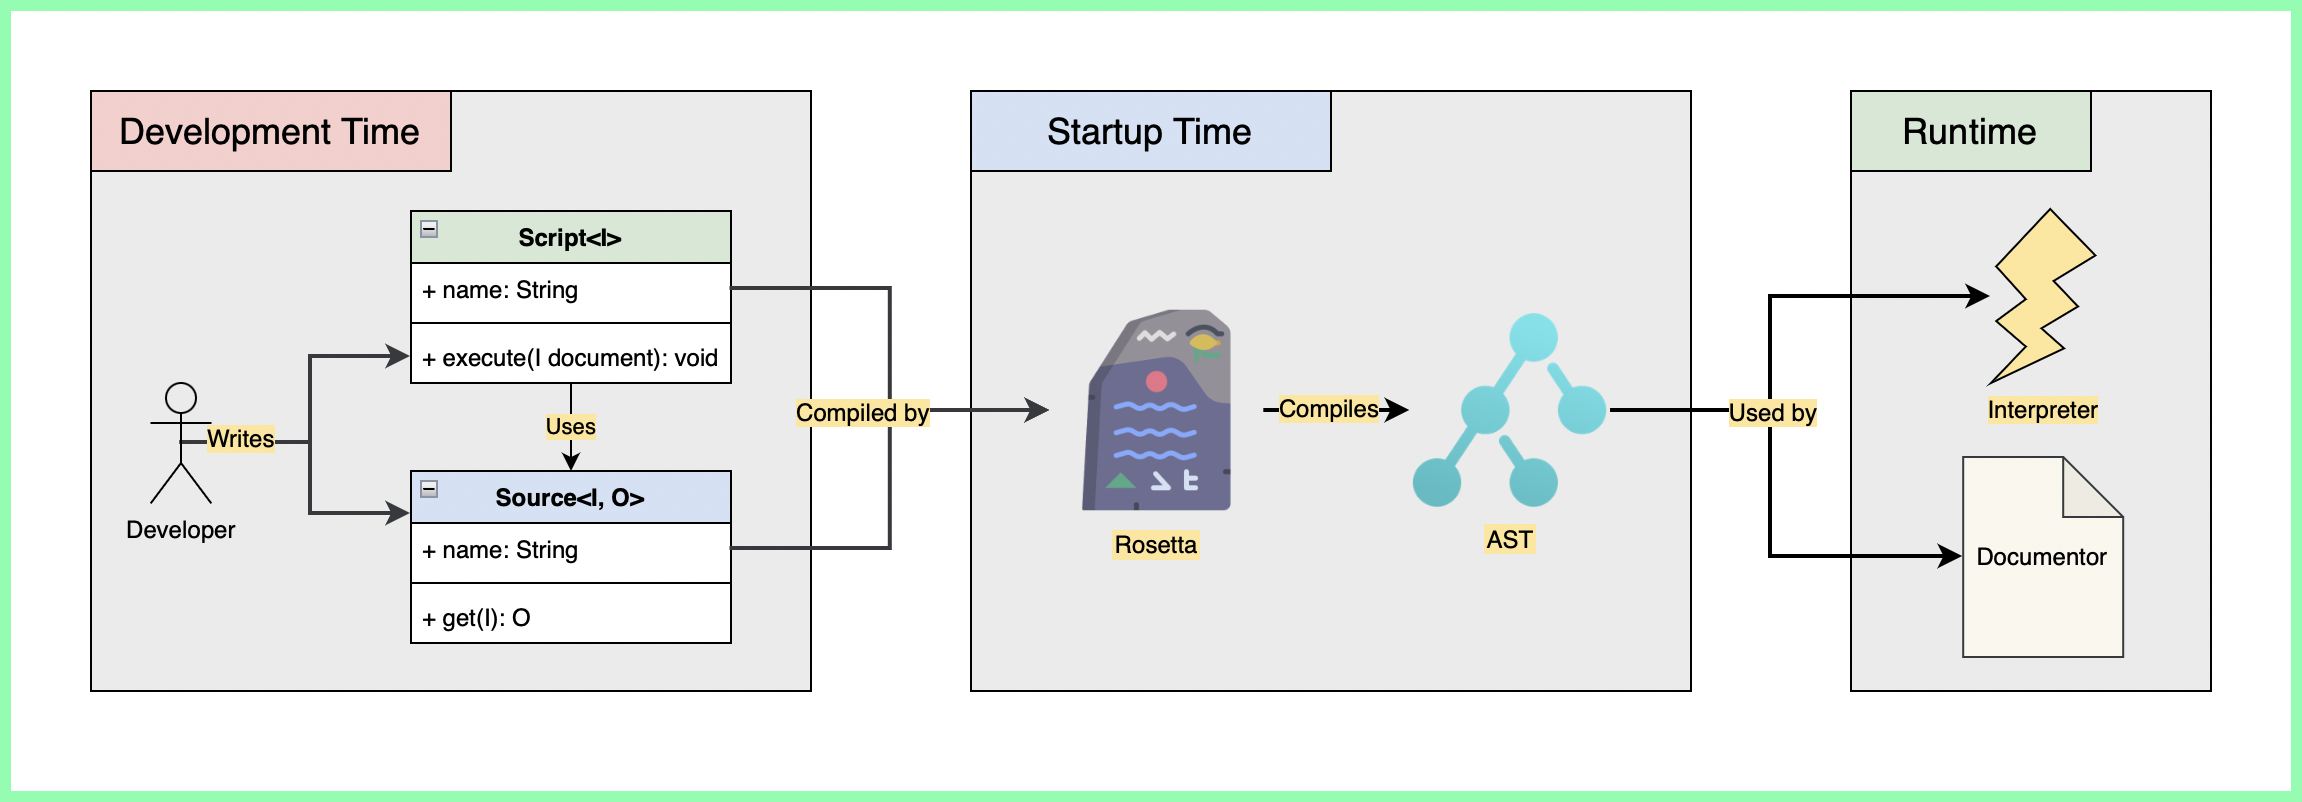 Development Time
Script<I>
+ name: String
+ execute(I document): void
Writes
Uses
Developer
Source<I, O>
+ name: String
+ get(I): O
Compiled by
Startup Time
Rosetta
Compiles
AST
Used by
Runtime
Interpreter
Documentor